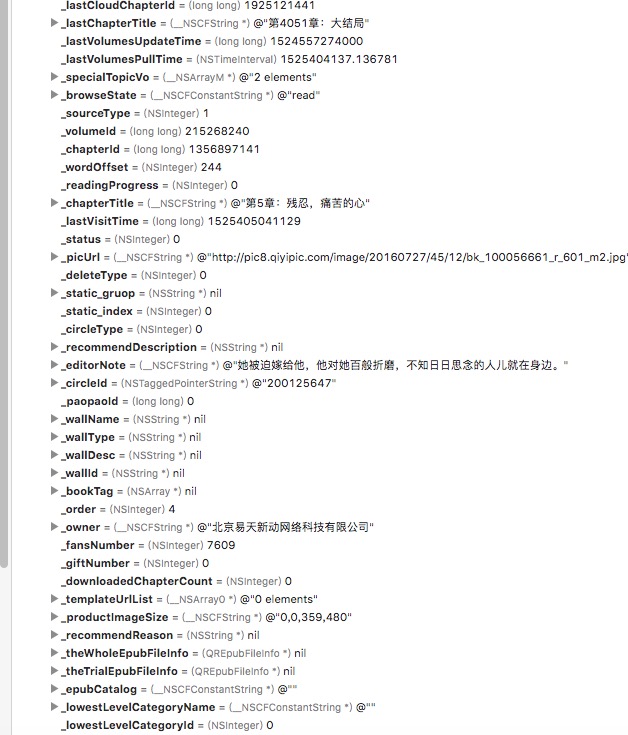 _lastCloudChapterId = (long long) 1925121441
_lastChapterTitle = (__NSCFString *) @"第4051章：大结局"
_lastVolumesUpdateTime = (long long) 1524557274000
_lastVolumesPullTime = (NSTimeInterval) 1525404137.136781
_specialTopicVo = (__NSArrayM *) @"2 elements"
_browseState = (__NSCFConstantString *) @"read"
_sourceType = (NSInteger) 1
_volumeId = (long long) 215268240
_chapterId = (long long) 1356897141
_wordOffset = (NSInteger) 244
_readingProgress = (NSInteger) 0
_chapterTitle = (__NSCFString *) @"第5章：残忍，痛苦的心"
_lastVisitTime = (long long) 1525405041129
_status = (NSInteger) 0
_picUrl = (__NSCFString *) @"http://pic8.qiyipic.com/image/20160727/45/12/bk_100056661_r_601_m2.jpg"
_deleteType = (NSInteger) 0
_static_gruop = (NSString *) nil
_static_index = (NSInteger) 0
_circleType = (NSInteger) 0
_recommendDescription = (NSString *) nil
_editorNote = (__NSCFString *) @"她被迫嫁给他，他对她百般折磨，不知日日思念的人儿就在身边。"
_circleId = (NSTaggedPointerString *) @"200125647"
_paopaoId = (long long) 0
_wallName = (NSString *) nil
_wallType = (NSString *) nil
_wallDesc = (NSString *) nil
_wallId = (NSString *) nil
_bookTag = (NSArray *) nil
_order = (NSInteger) 4
_owner = (__NSCFString *) @"北京易天新动网络科技有限公司"
_fansNumber = (NSInteger) 7609
_giftNumber = (NSInteger) 0
_downloadedChapterCount = (NSInteger) 0
_templateUrlList = (__NSArray0 *) @"0 elements"
_productImageSize = (__NSCFString *) @"0,0,359,480"
_recommendReason = (NSString *) nil
_theWholeEpubFileInfo = (QREpubFileInfo *) nil
_theTrialEpubFileInfo = (QREpubFileInfo *) nil
_epubCatalog = (__NSCFConstantString *) @""
_lowestLevelCategoryName = (__NSCFConstantString *) @""
_lowestLevelCategoryId = (NSInteger) 0